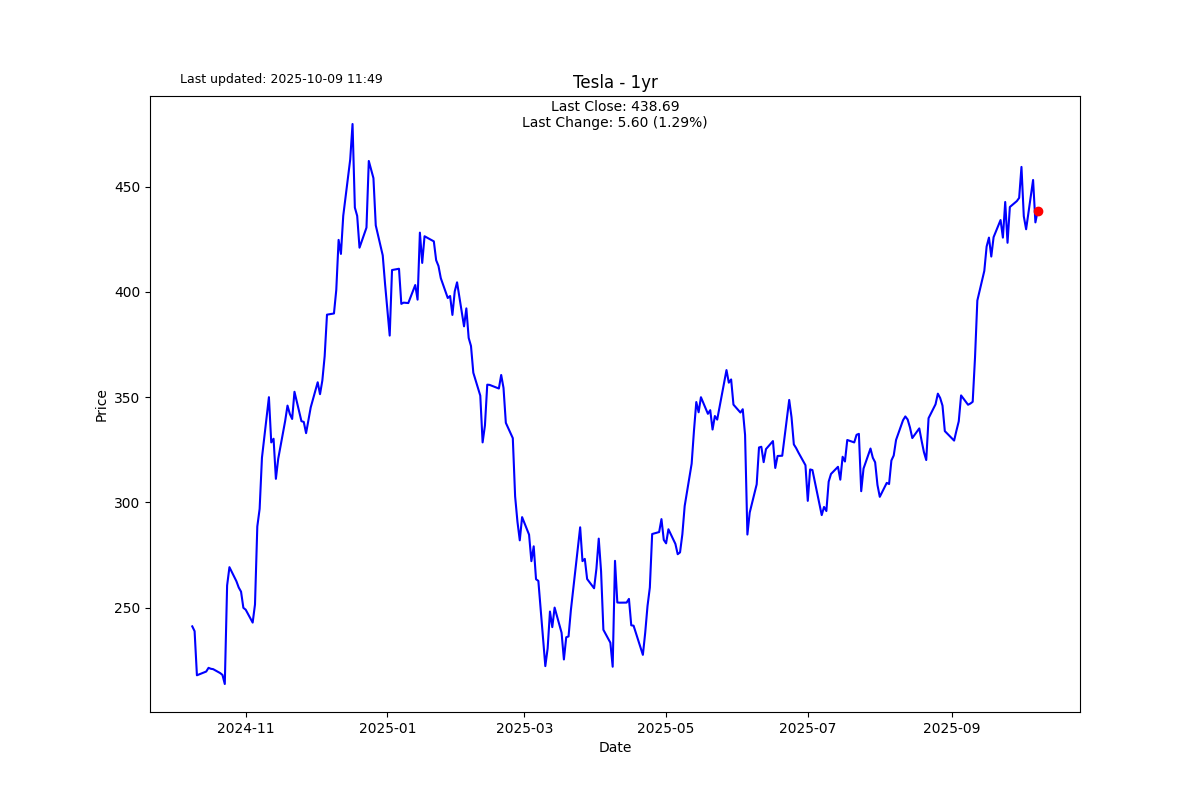 Last updated: 2025-10-09 11:49
Tesla - 1yr
Last Close: 438.69
Last Change: 5.60 (1.29%)
450
400
350
300
250
Price
2024-11
2025-01
2025-03
2025-05
2025-07
2025-09
Date